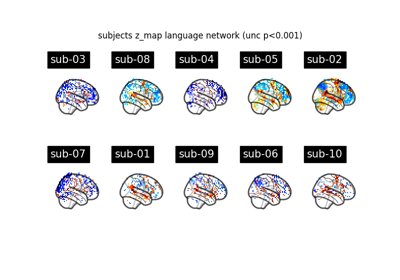 subjects z_map language network (unc p<0.001)
sub-03 sub-08 sub-04 sub-05 sub-02
sub-07 sub-01 sub-09 sub-06 sub-10